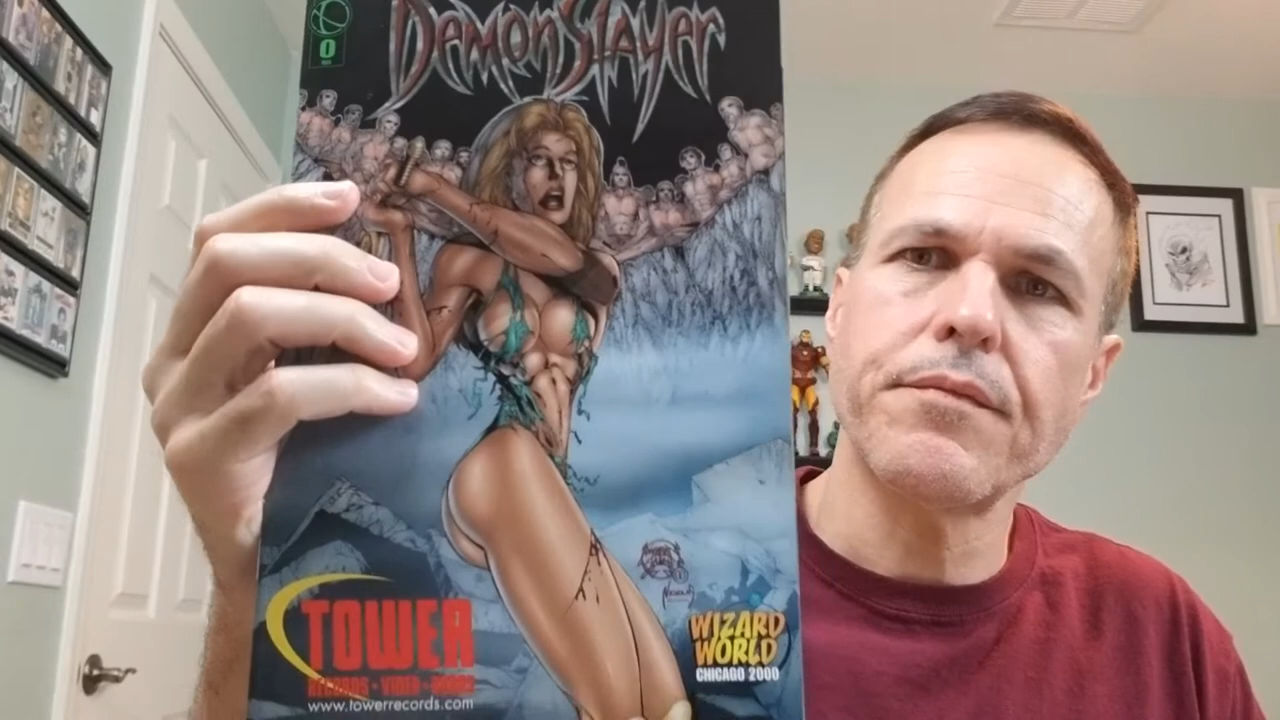 0
DemonSlayer
TOWER
RECORDS · VIDEO · BOOKS
www.towerrecords.com
WIZARD
WORLD
CHICAGO 2000